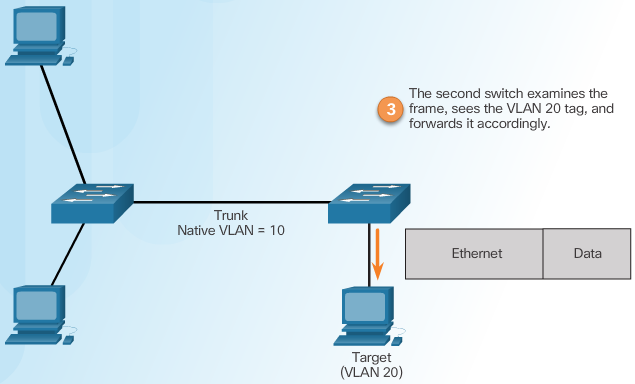 3
The second switch examines the
frame, sees the VLAN 20 tag, and
forwards it accordingly.
Trunk
Native VLAN = 10
Ethernet
Data
Target
(VLAN 20)